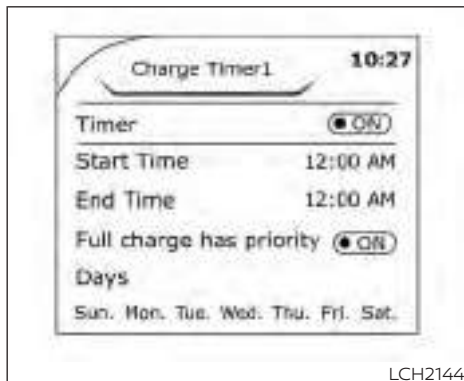 10:27
Charge Timer1
Timer ON
Start Time 12:00 AM
End Time 12:00 AM
Full charge has priority ON
Days
Sun. Mon. Tue. Wed. Thu. Fri. Sat.
LCH2144